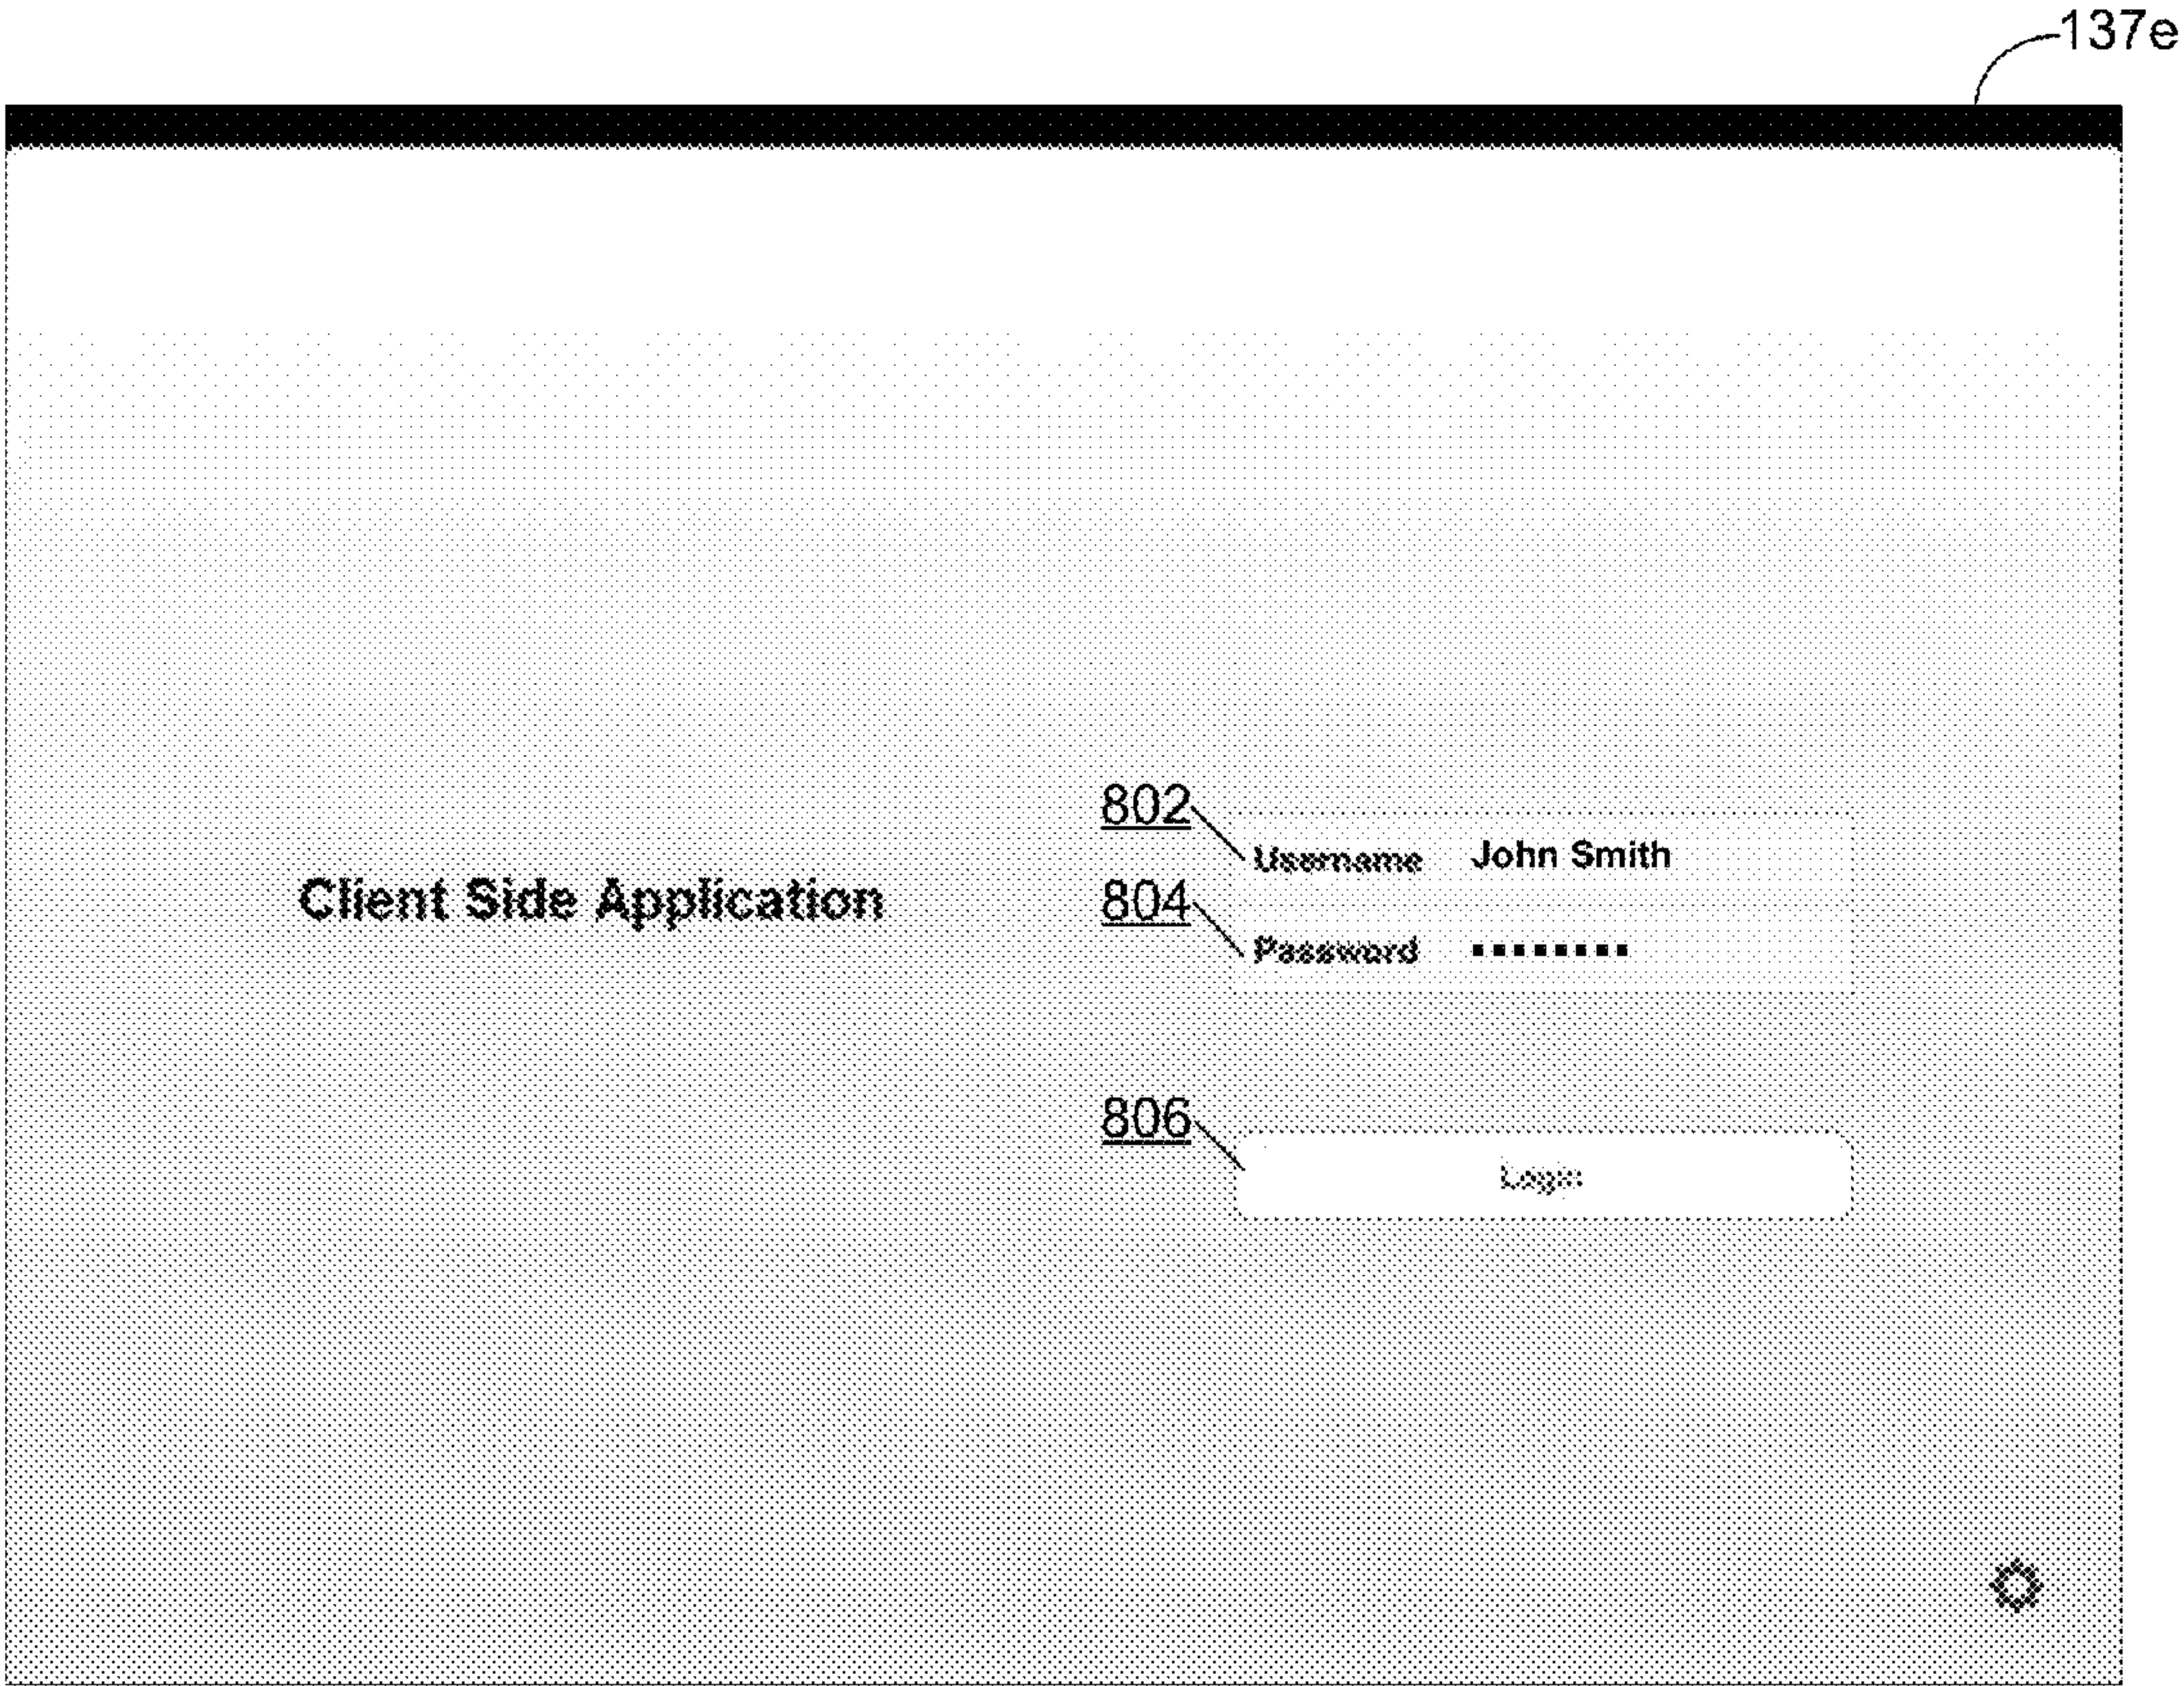 137e
802
Username John Smith
Client Side Application
804
Password ▪▪▪▪▪▪▪▪
806
Login